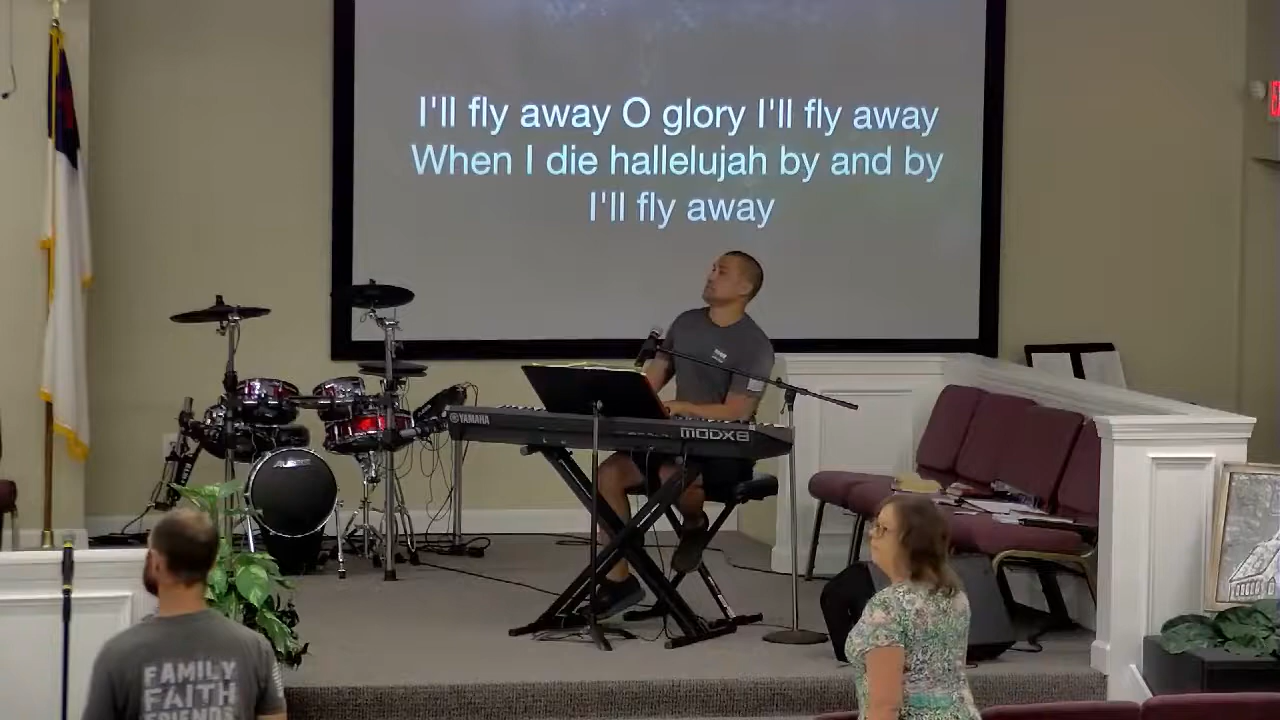 I'll fly away O glory I'll fly away
When I die hallelujah by and by
I'll fly away
YAMAHA
MODX8
FAMILY
FAITH
FRIENDS